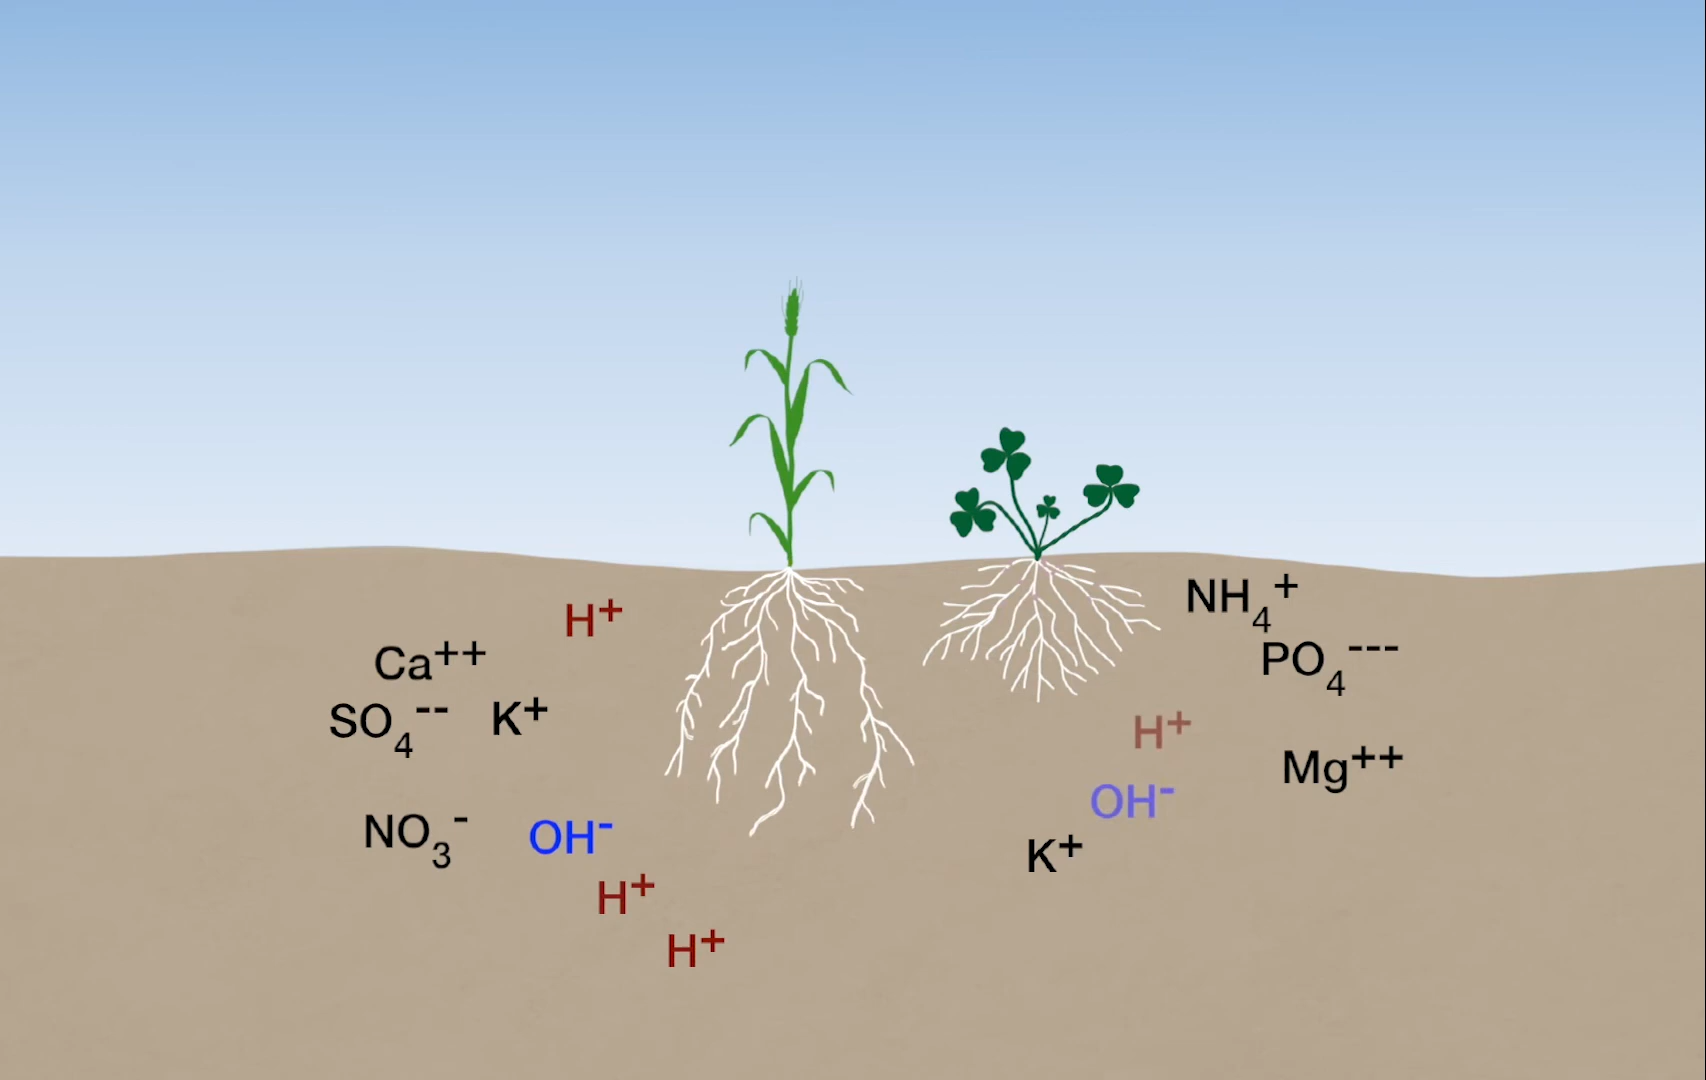 NH₄⁺
H⁺
Ca⁺⁺
PO₄⁻⁻⁻
SO₄⁻⁻ K⁺
H⁺
Mg⁺⁺
OH⁻
NO₃⁻ OH⁻
K⁺
H⁺
H⁺